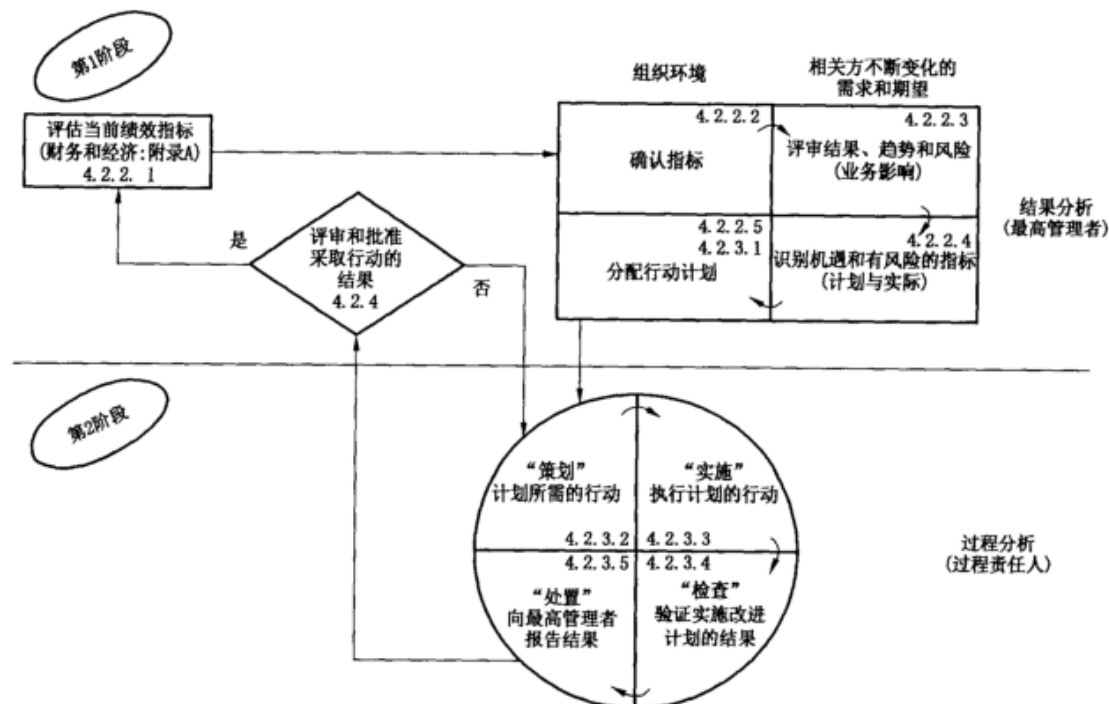 第1阶段
组织环境
相关方不断变化的
需求和期望
评估当前绩效指标
(财务和经济:附录A)
4.2.2.1
4.2.2.2
确认指标
4.2.2.3
评审结果、趋势和风险
(业务影响)
4.2.2.5
4.2.3.1
分配行动计划
4.2.2.4
识别机遇和有风险的指标
(计划与实际)
结果分析
(最高管理者)
是
评审和批准
采取行动的
结果
4.2.4
否
第2阶段
“策划”
计划所需的行动
4.2.3.2
“实施”
执行计划的行动
4.2.3.3
4.2.3.5
“处置”
向最高管理者
报告结果
4.2.3.4
“检查”
验证实施改进
计划的结果
过程分析
(过程责任人)